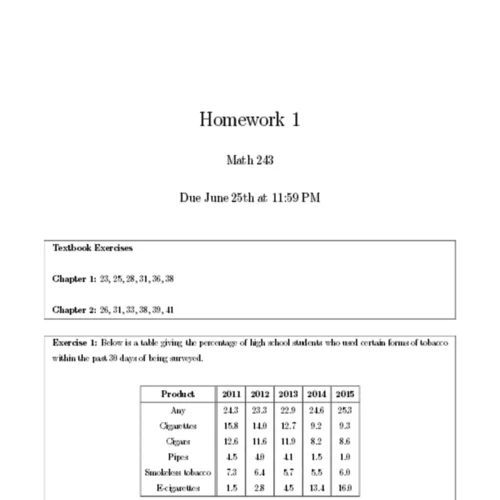 Homework 1
Math 243
Due June 25th at 11:59 PM
Textbook Exercises
Chapter 1: 23, 25, 28, 31, 36, 38
Chapter 2: 26, 31, 33, 38, 39, 41
Exercise 1: Below is a table giving the percentage of high school students who used certain forms of tobacco
within the past 30 days of being surveyed.
Product 2011 2012 2013 2014 2015
Any 24.3 23.3 22.9 24.6 25.3
Cigarettes 15.8 14.0 12.7 9.2 9.3
Cigars 12.6 11.6 11.9 8.2 8.6
Pipes 4.5 4.0 4.1 1.5 1.0
Smokeless tobacco 7.3 6.4 5.7 5.5 6.0
E-cigarettes 1.5 2.8 4.5 13.4 16.0